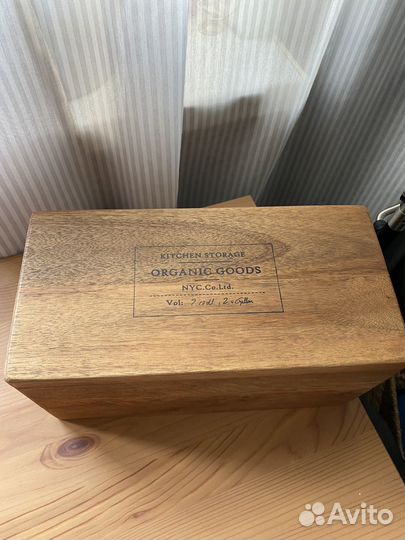 KITCHEN STORAGE
ORGANIC GOODS
NYC.Co.Ltd.
Vol:
Avito